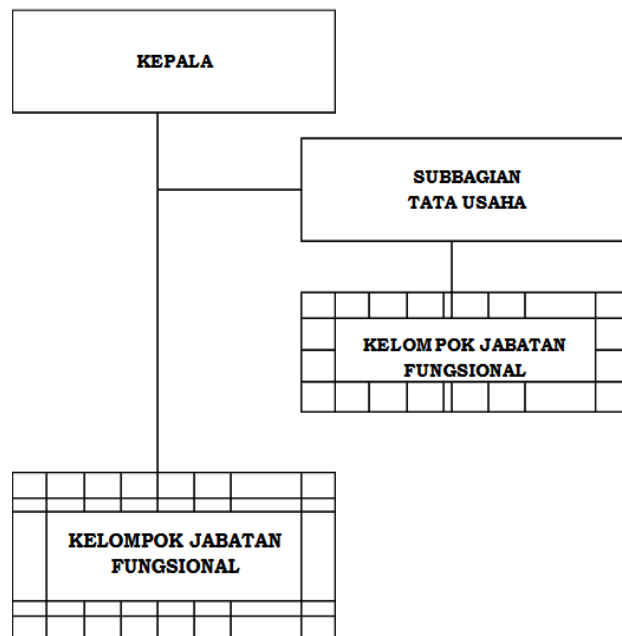 KEPALA
SUBBAGIAN
TATA USAHA
KELOMPOK JABATAN
FUNGSIONAL
KELOMPOK JABATAN
FUNGSIONAL